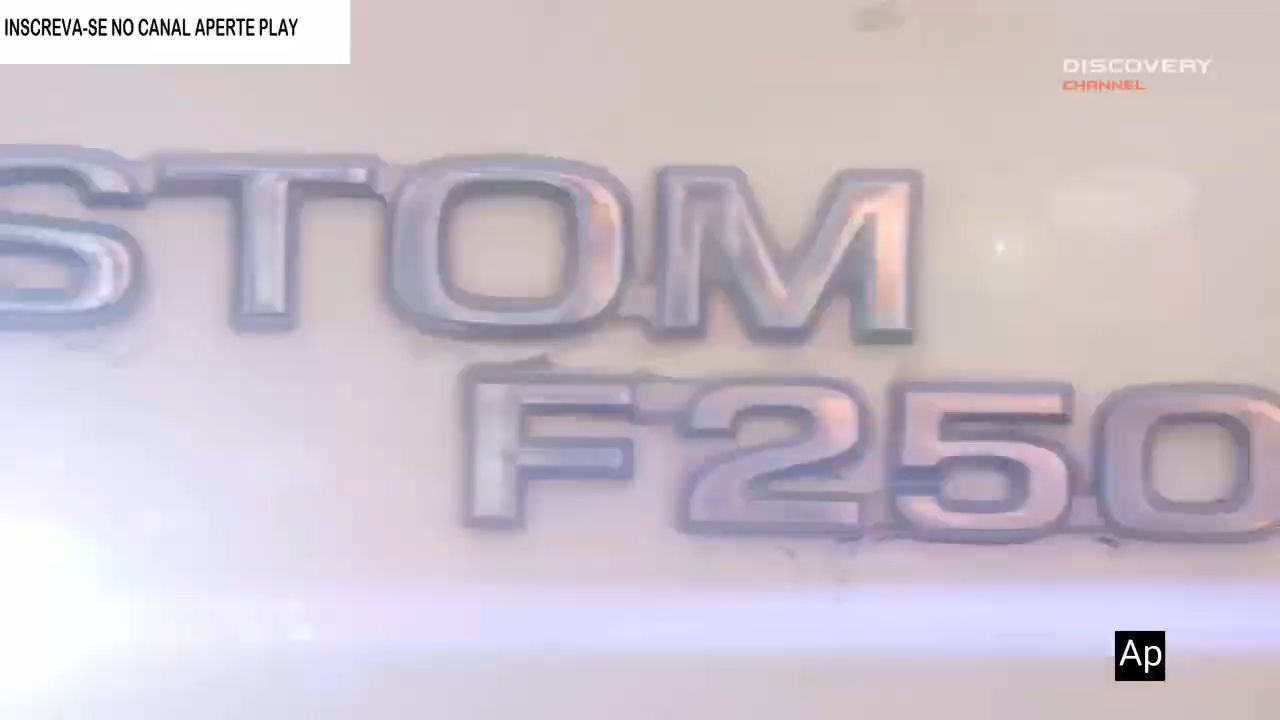 INSCREVA-SE NO CANAL APERTE PLAY
DISCOVERY
CHANNEL
STOM
F250
Ap